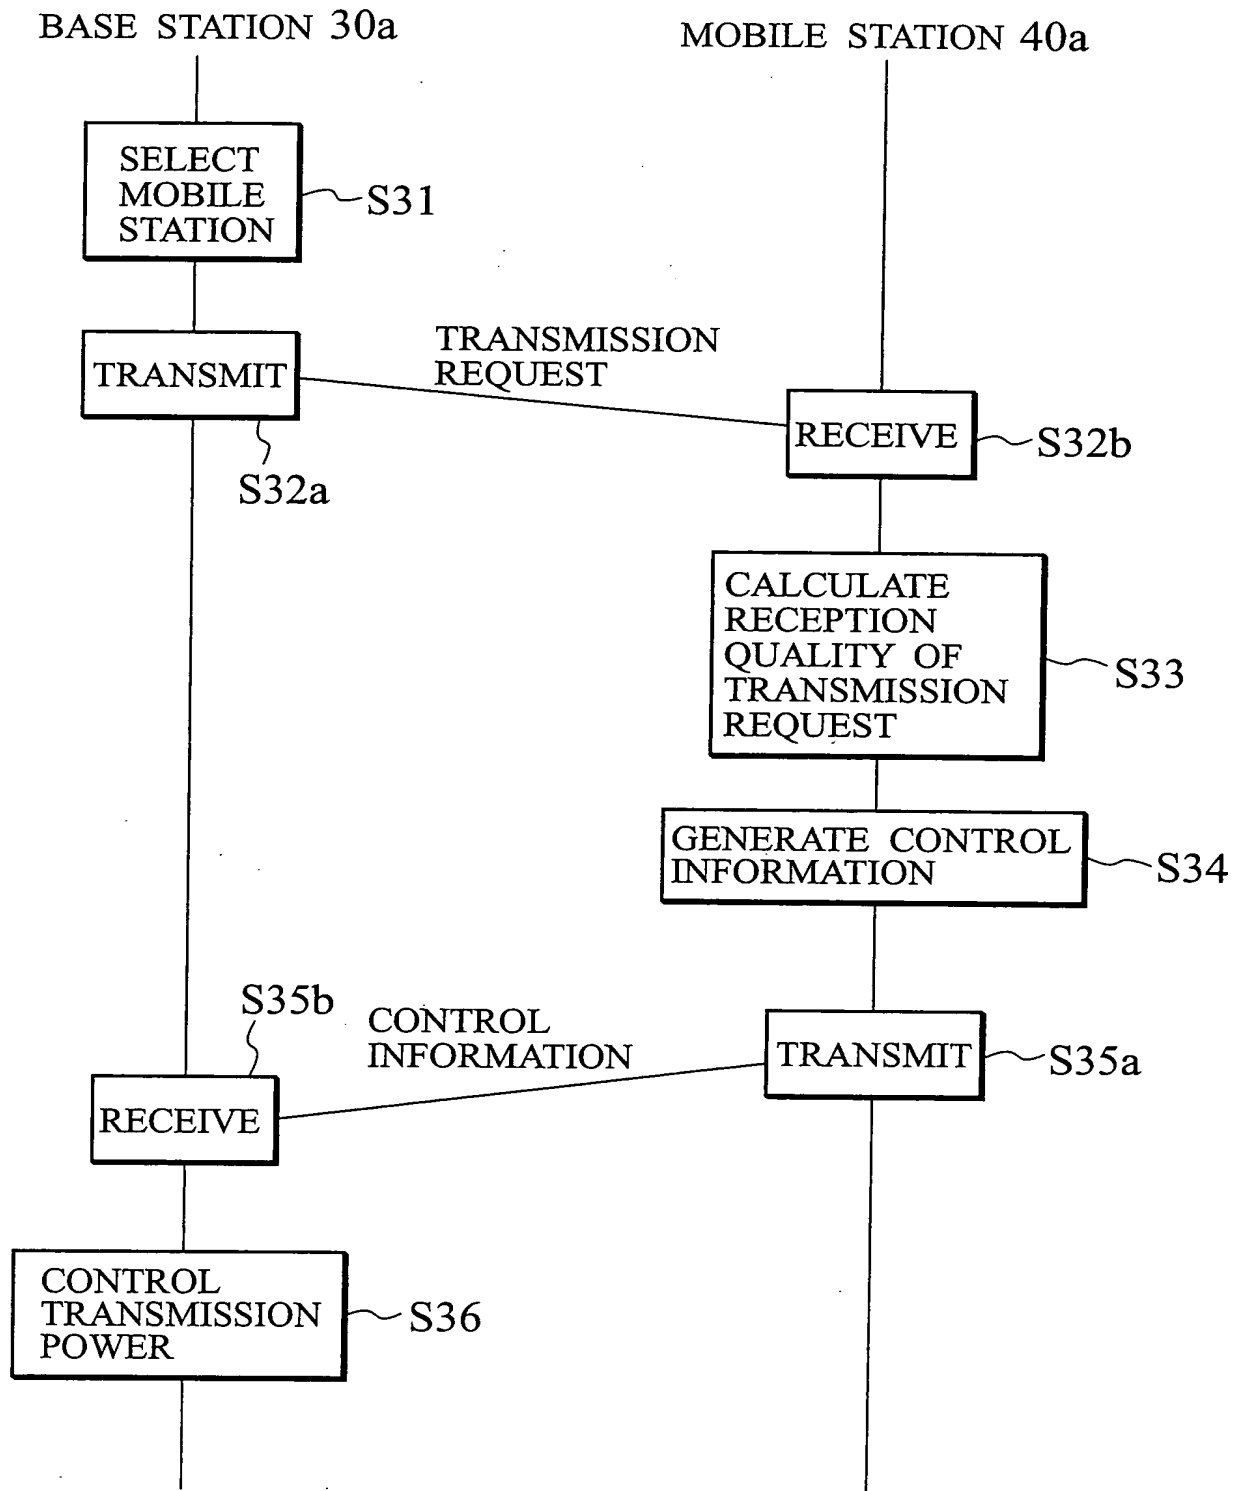 BASE STATION 30a
MOBILE STATION 40a
SELECT
MOBILE
STATION
S31
TRANSMISSION
REQUEST
TRANSMIT
S32a
RECEIVE
S32b
CALCULATE
RECEPTION
QUALITY OF
TRANSMISSION
REQUEST
S33
GENERATE CONTROL
INFORMATION
S34
S35b
CONTROL
INFORMATION
TRANSMIT
S35a
RECEIVE
CONTROL
TRANSMISSION
POWER
S36